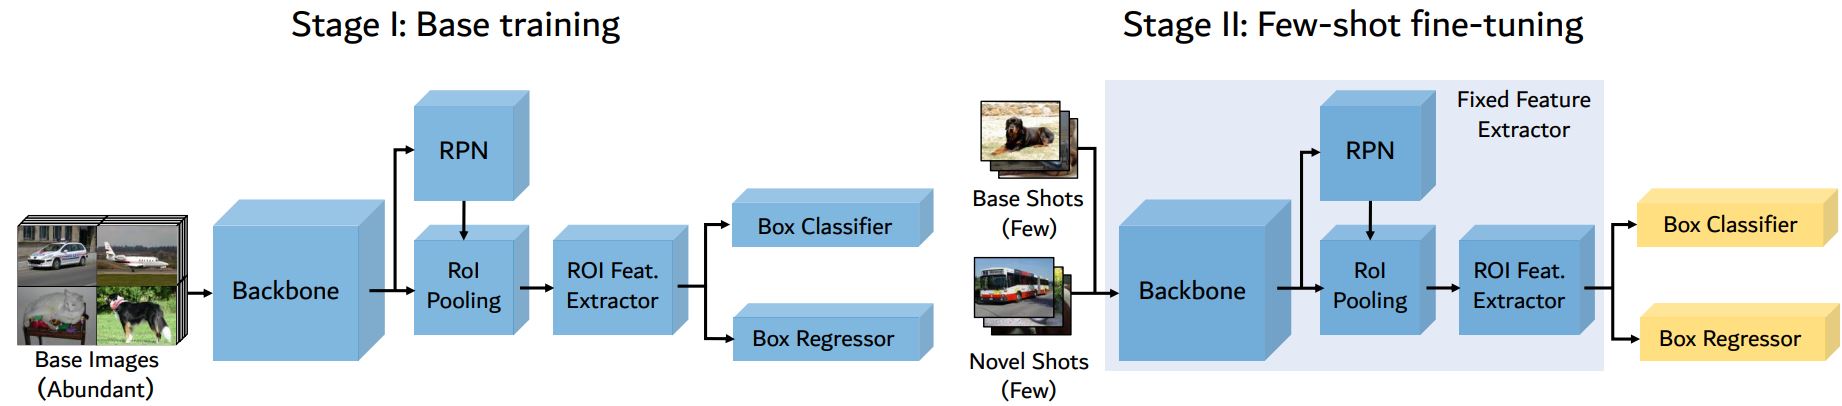 Stage I: Base training
RPN
Backbone
RoI
Pooling
ROI Feat.
Extractor
Box Classifier
Box Regressor
Base Images
(Abundant)
Stage II: Few-shot fine-tuning
Fixed Feature
Extractor
RPN
Base Shots
(Few)
Backbone
RoI
Pooling
ROI Feat.
Extractor
Box Classifier
Box Regressor
Novel Shots
(Few)